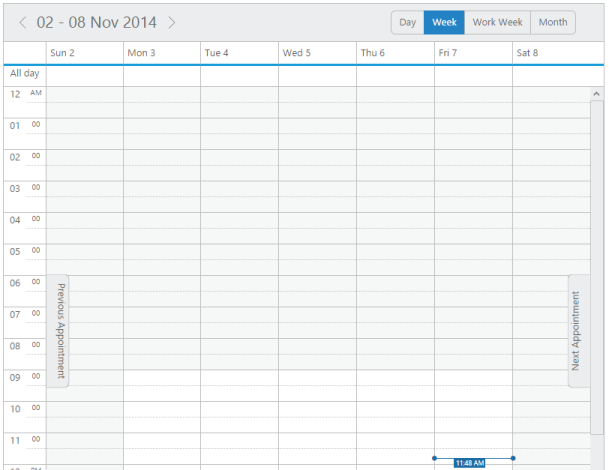 02 - 08 Nov 2014
Day Week Work Week Month
Sun 2 Mon 3 Tue 4 Wed 5 Thu 6 Fri 7 Sat 8
All day
12 AM
01 00
02 00
03 00
04 00
05 00
06 00
07 00
08 00
09 00
10 00
11 00
Previous Appointment
Next Appointment
11:48 AM
12 PM